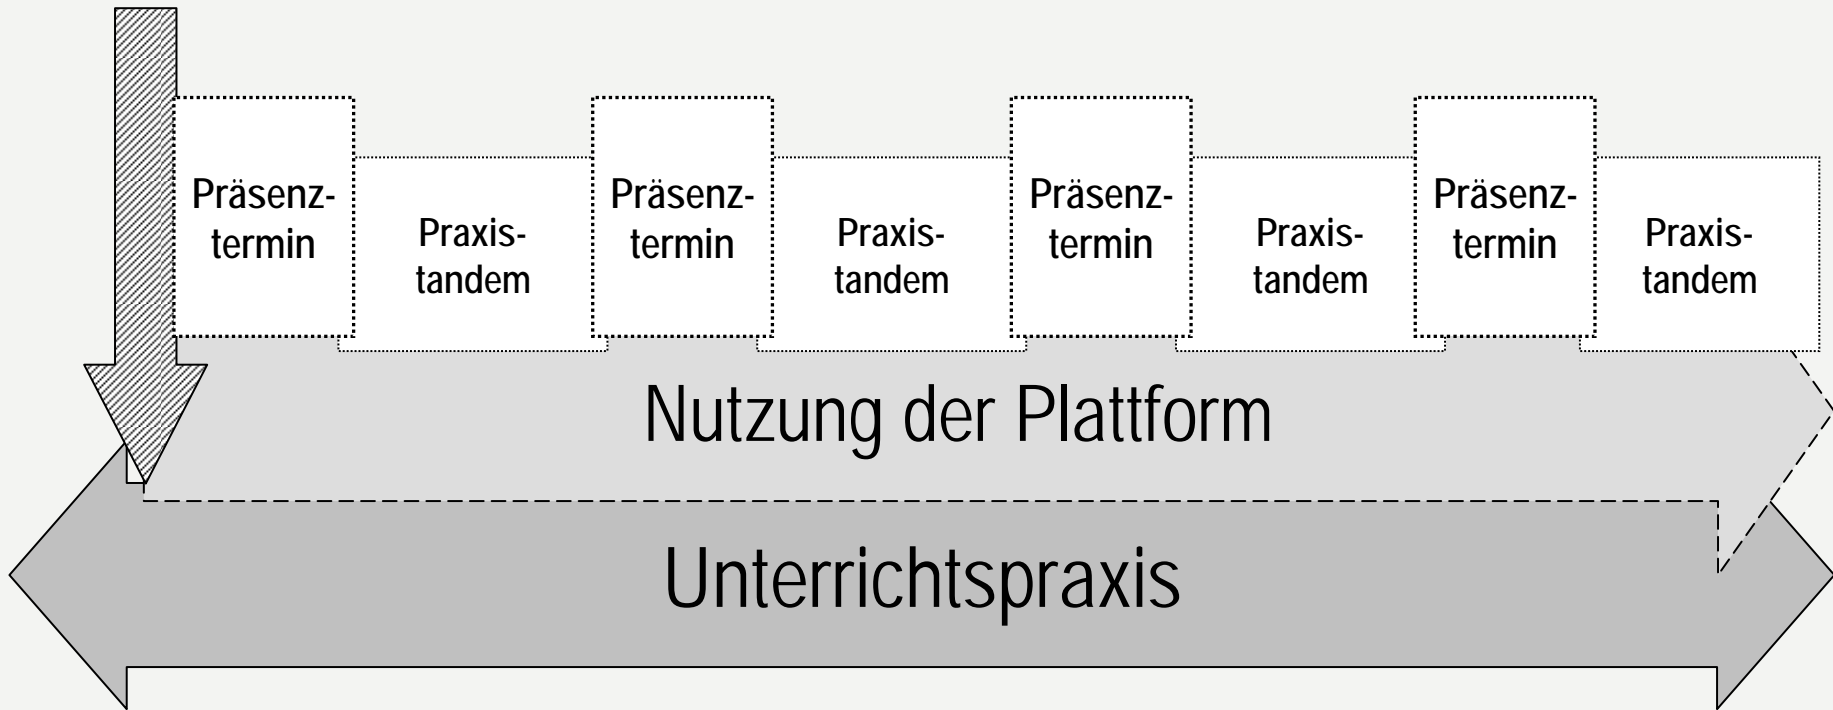 Präsenz-
termin
Praxis-
tandem
Präsenz-
termin
Praxis-
tandem
Präsenz-
termin
Praxis-
tandem
Präsenz-
termin
Praxis-
tandem
Nutzung der Plattform
Unterrichtspraxis